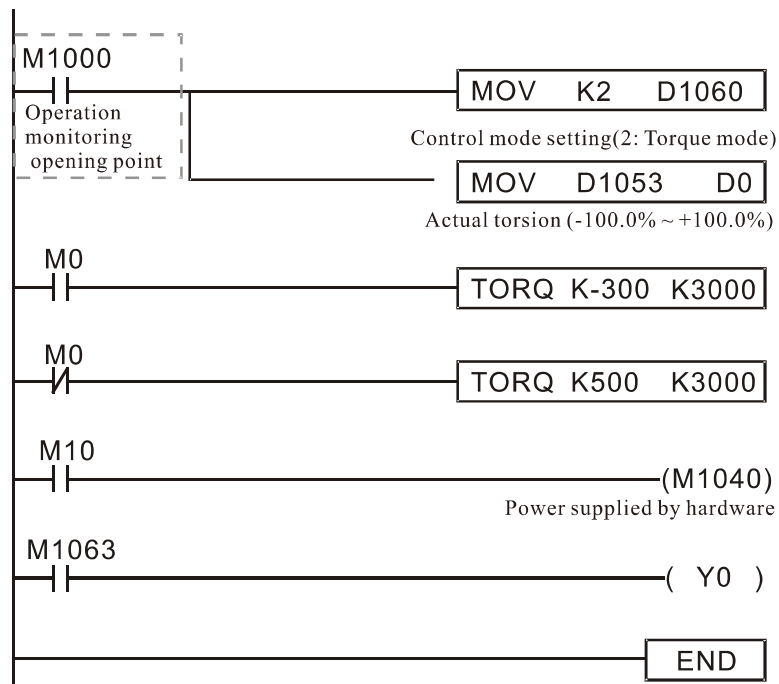 M1000
Operation
monitoring
opening point
MOV K2 D1060
Control mode setting(2: Torque mode)
MOV D1053 D0
Actual torsion (-100.0% ~ +100.0%)
M0
TORQ K-300 K3000
M0
TORQ K500 K3000
M10
(M1040)
Power supplied by hardware
M1063
( Y0 )
END